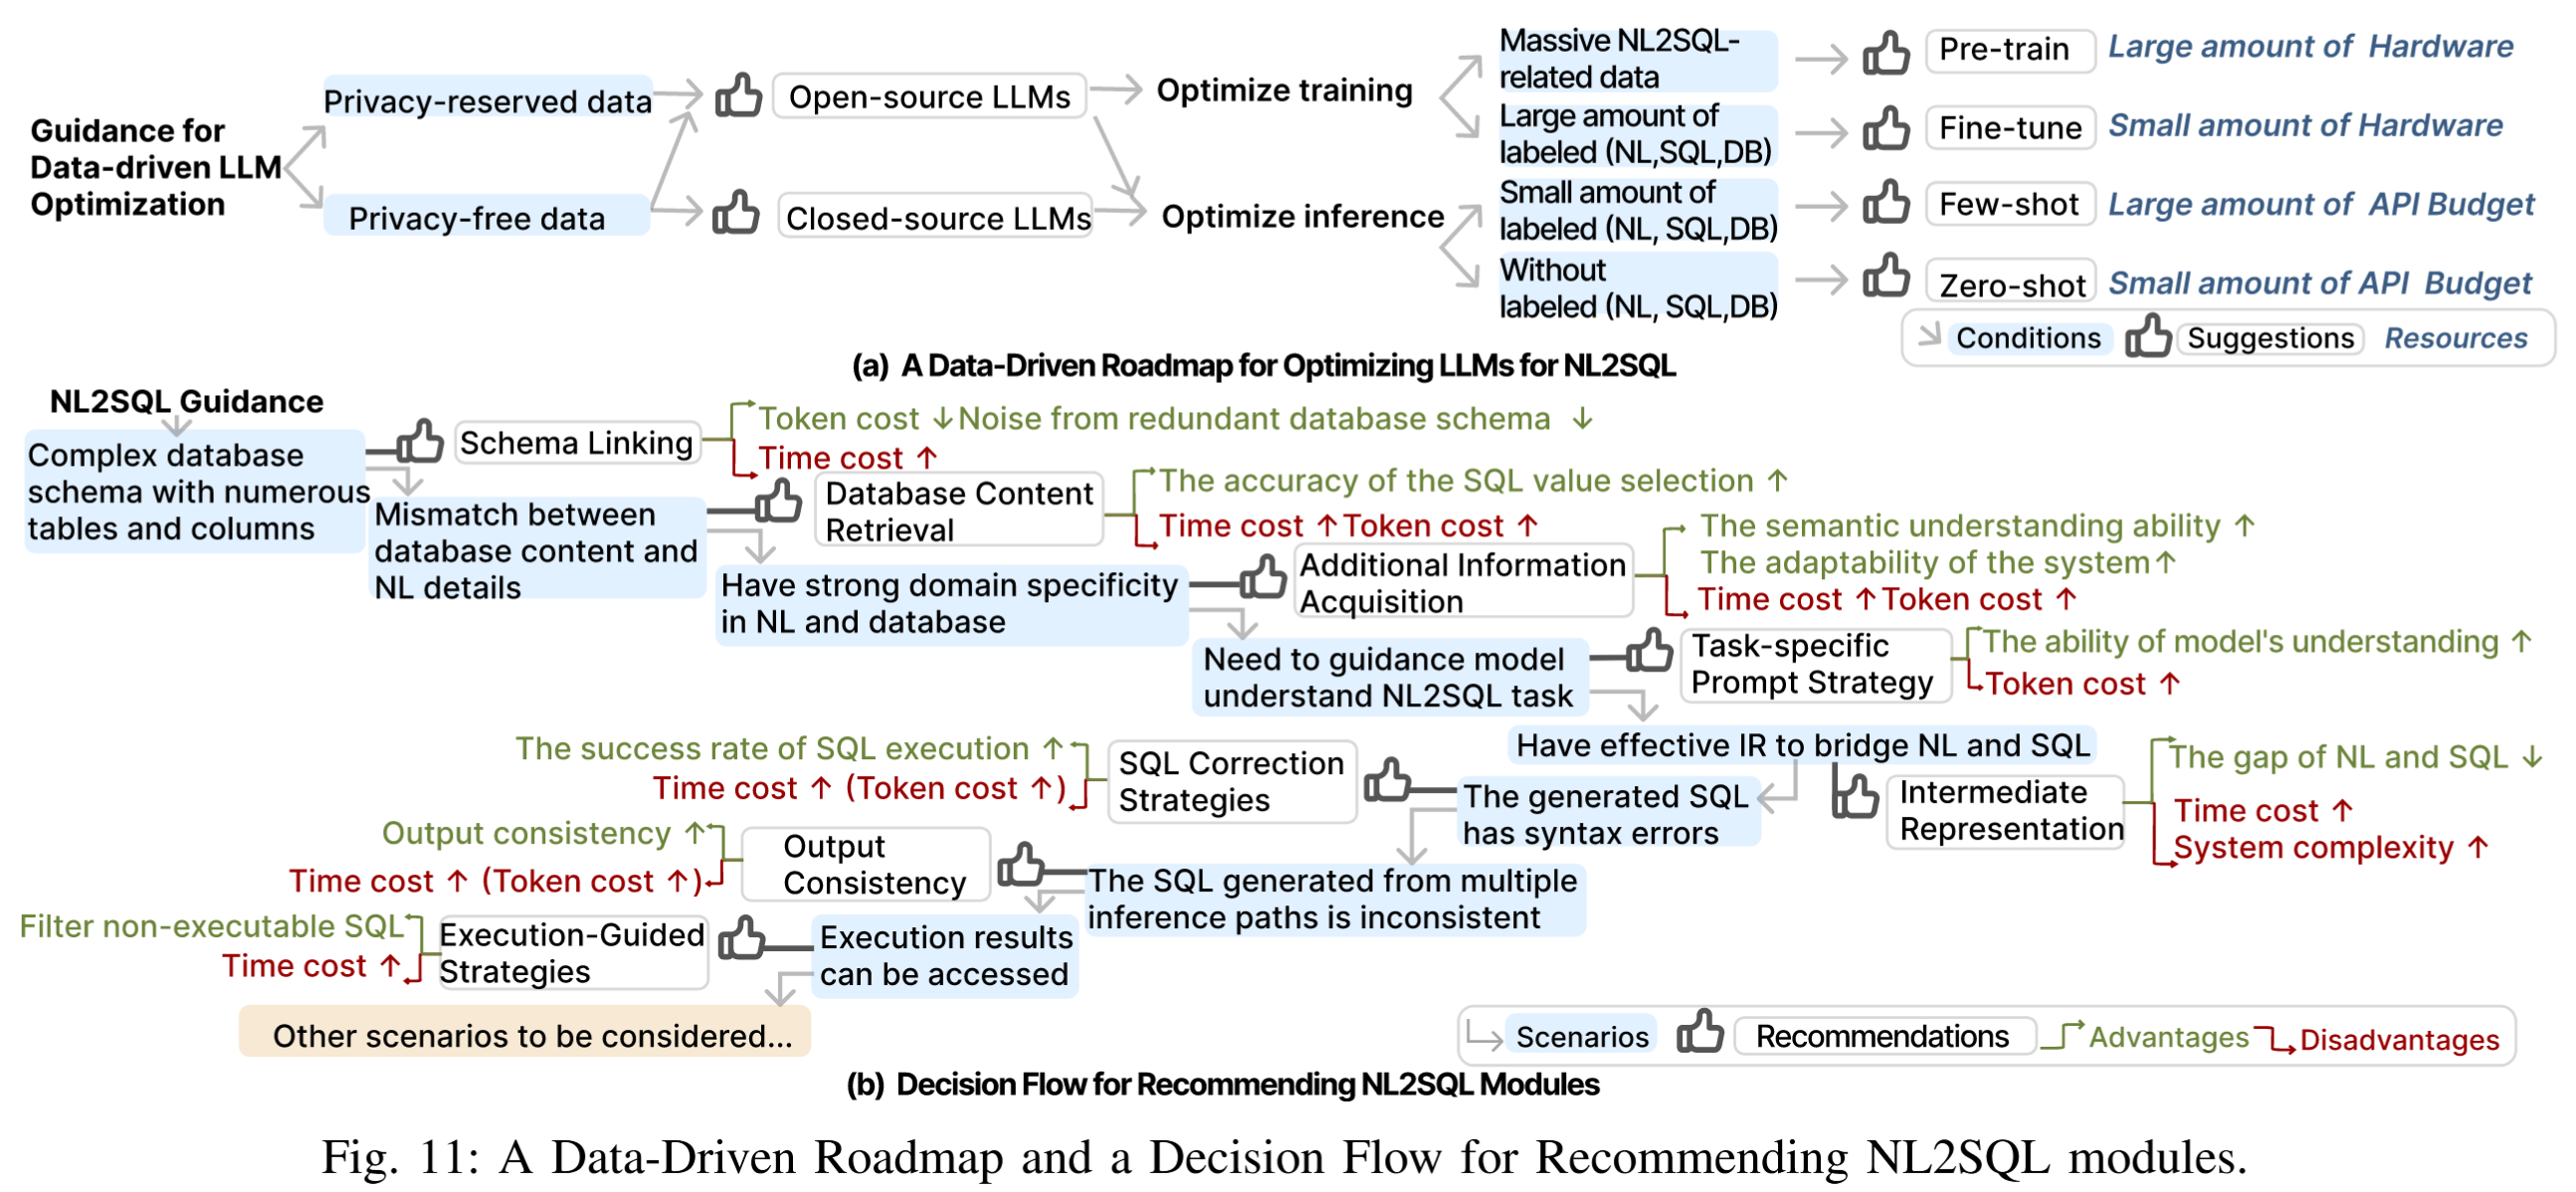 Guidance for
Data-driven LLM
Optimization
Privacy-reserved data
Privacy-free data
Open-source LLMs
Closed-source LLMs
Optimize training
Optimize inference
Massive NL2SQL-
related data
Large amount of
labeled (NL,SQL,DB)
Small amount of
labeled (NL, SQL,DB)
Without
labeled (NL, SQL,DB)
Pre-train
Large amount of Hardware
Fine-tune
Small amount of Hardware
Few-shot
Large amount of API Budget
Zero-shot
Small amount of API Budget
Conditions
Suggestions
Resources
(a) A Data-Driven Roadmap for Optimizing LLMs for NL2SQL
NL2SQL Guidance
Complex database
schema with numerous
tables and columns
Schema Linking
Token cost ↓ Noise from redundant database schema ↓
Time cost ↑
Mismatch between
database content and
NL details
Database Content
Retrieval
The accuracy of the SQL value selection ↑
Time cost ↑ Token cost ↑
Have strong domain specificity
in NL and database
Additional Information
Acquisition
The semantic understanding ability ↑
The adaptability of the system ↑
Time cost ↑ Token cost ↑
Need to guidance model
understand NL2SQL task
Task-specific
Prompt Strategy
The ability of model's understanding ↑
Token cost ↑
Have effective IR to bridge NL and SQL
Intermediate
Representation
The gap of NL and SQL ↓
Time cost ↑
System complexity ↑
The generated SQL
has syntax errors
SQL Correction
Strategies
The success rate of SQL execution ↑
Time cost ↑ (Token cost ↑)
The SQL generated from multiple
inference paths is inconsistent
Output
Consistency
Output consistency ↑
Time cost ↑ (Token cost ↑)
Execution results
can be accessed
Execution-Guided
Strategies
Filter non-executable SQL
Time cost ↑
Other scenarios to be considered...
Scenarios
Recommendations
Advantages
Disadvantages
(b) Decision Flow for Recommending NL2SQL Modules
Fig. 11: A Data-Driven Roadmap and a Decision Flow for Recommending NL2SQL modules.